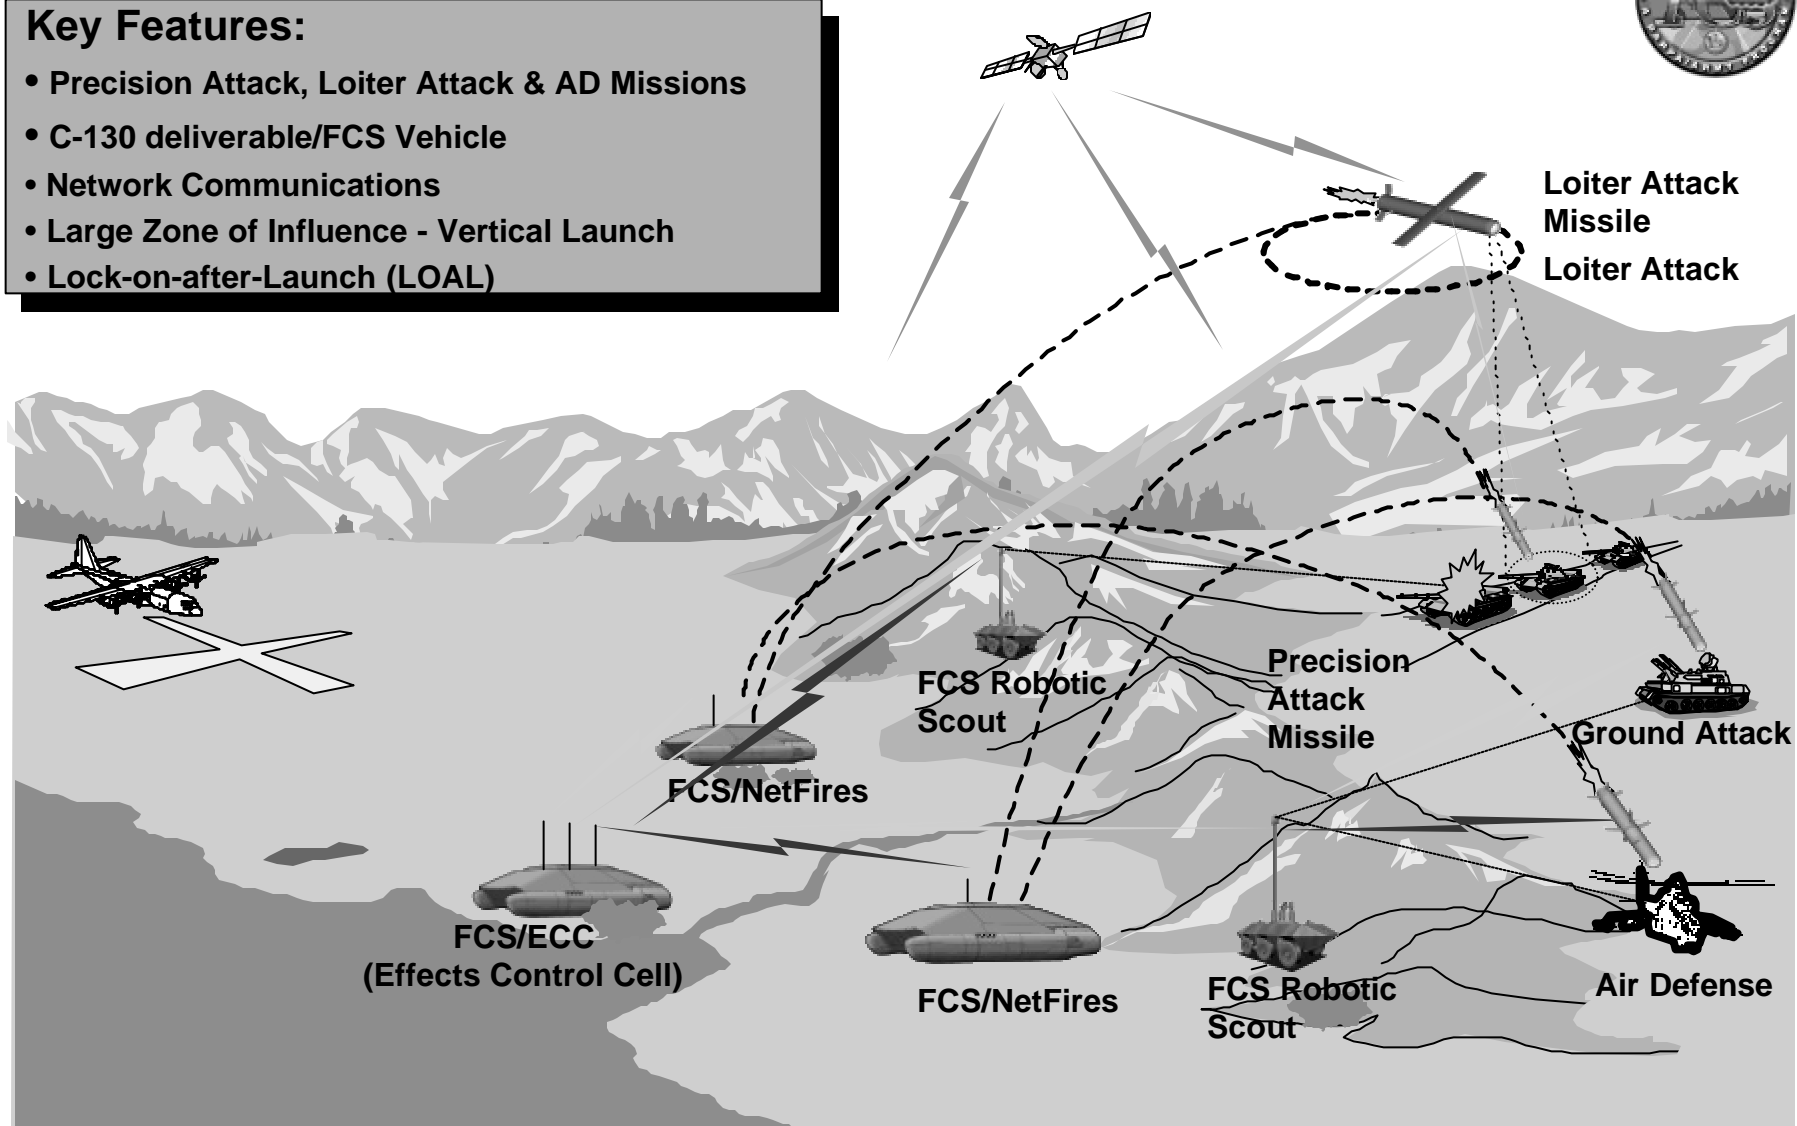 Key Features:
• Precision Attack, Loiter Attack & AD Missions
• C-130 deliverable/FCS Vehicle
• Network Communications
• Large Zone of Influence - Vertical Launch
• Lock-on-after-Launch (LOAL)
Loiter Attack
Missile
Loiter Attack
FCS Robotic
Scout
Precision
Attack
Missile
Ground Attack
FCS/NetFires
FCS/ECC
(Effects Control Cell)
FCS/NetFires
FCS Robotic
Scout
Air Defense